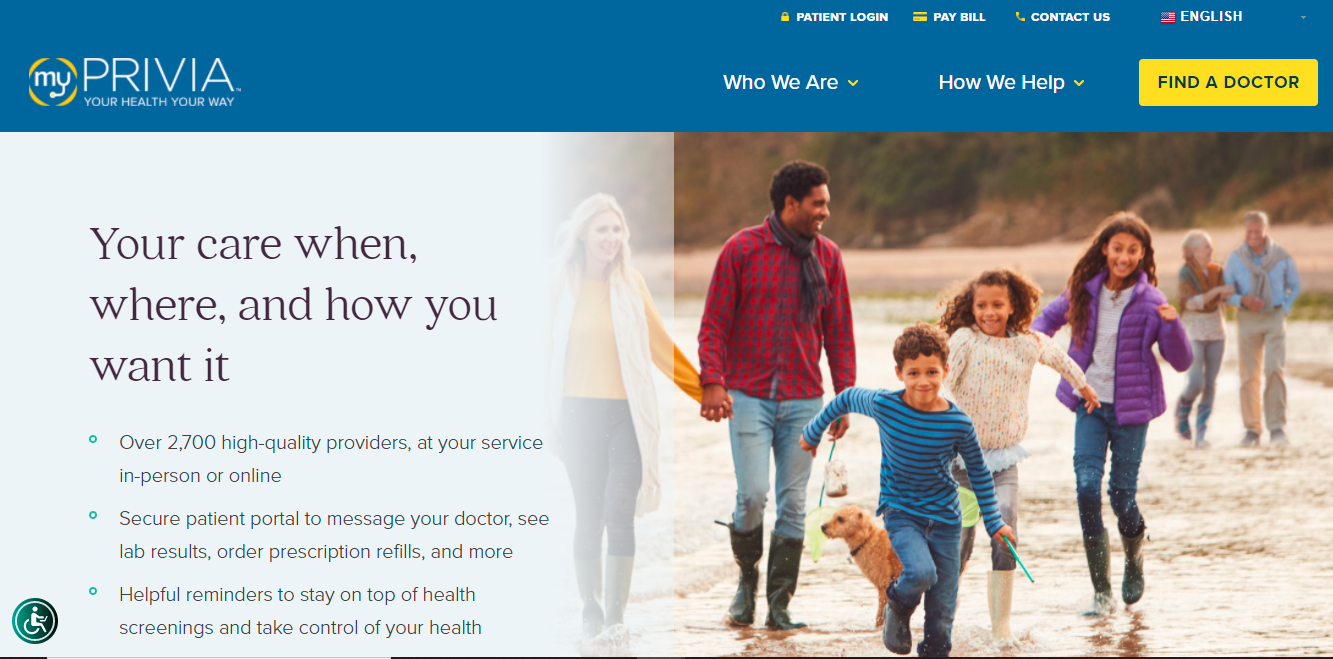 PATIENT LOGIN PAY BILL CONTACT US ENGLISH
my PRIVIA™
YOUR HEALTH YOUR WAY
Who We Are How We Help FIND A DOCTOR
Your care when,
where, and how you
want it
Over 2,700 high-quality providers, at your service
in-person or online
Secure patient portal to message your doctor, see
lab results, order prescription refills, and more
Helpful reminders to stay on top of health
screenings and take control of your health